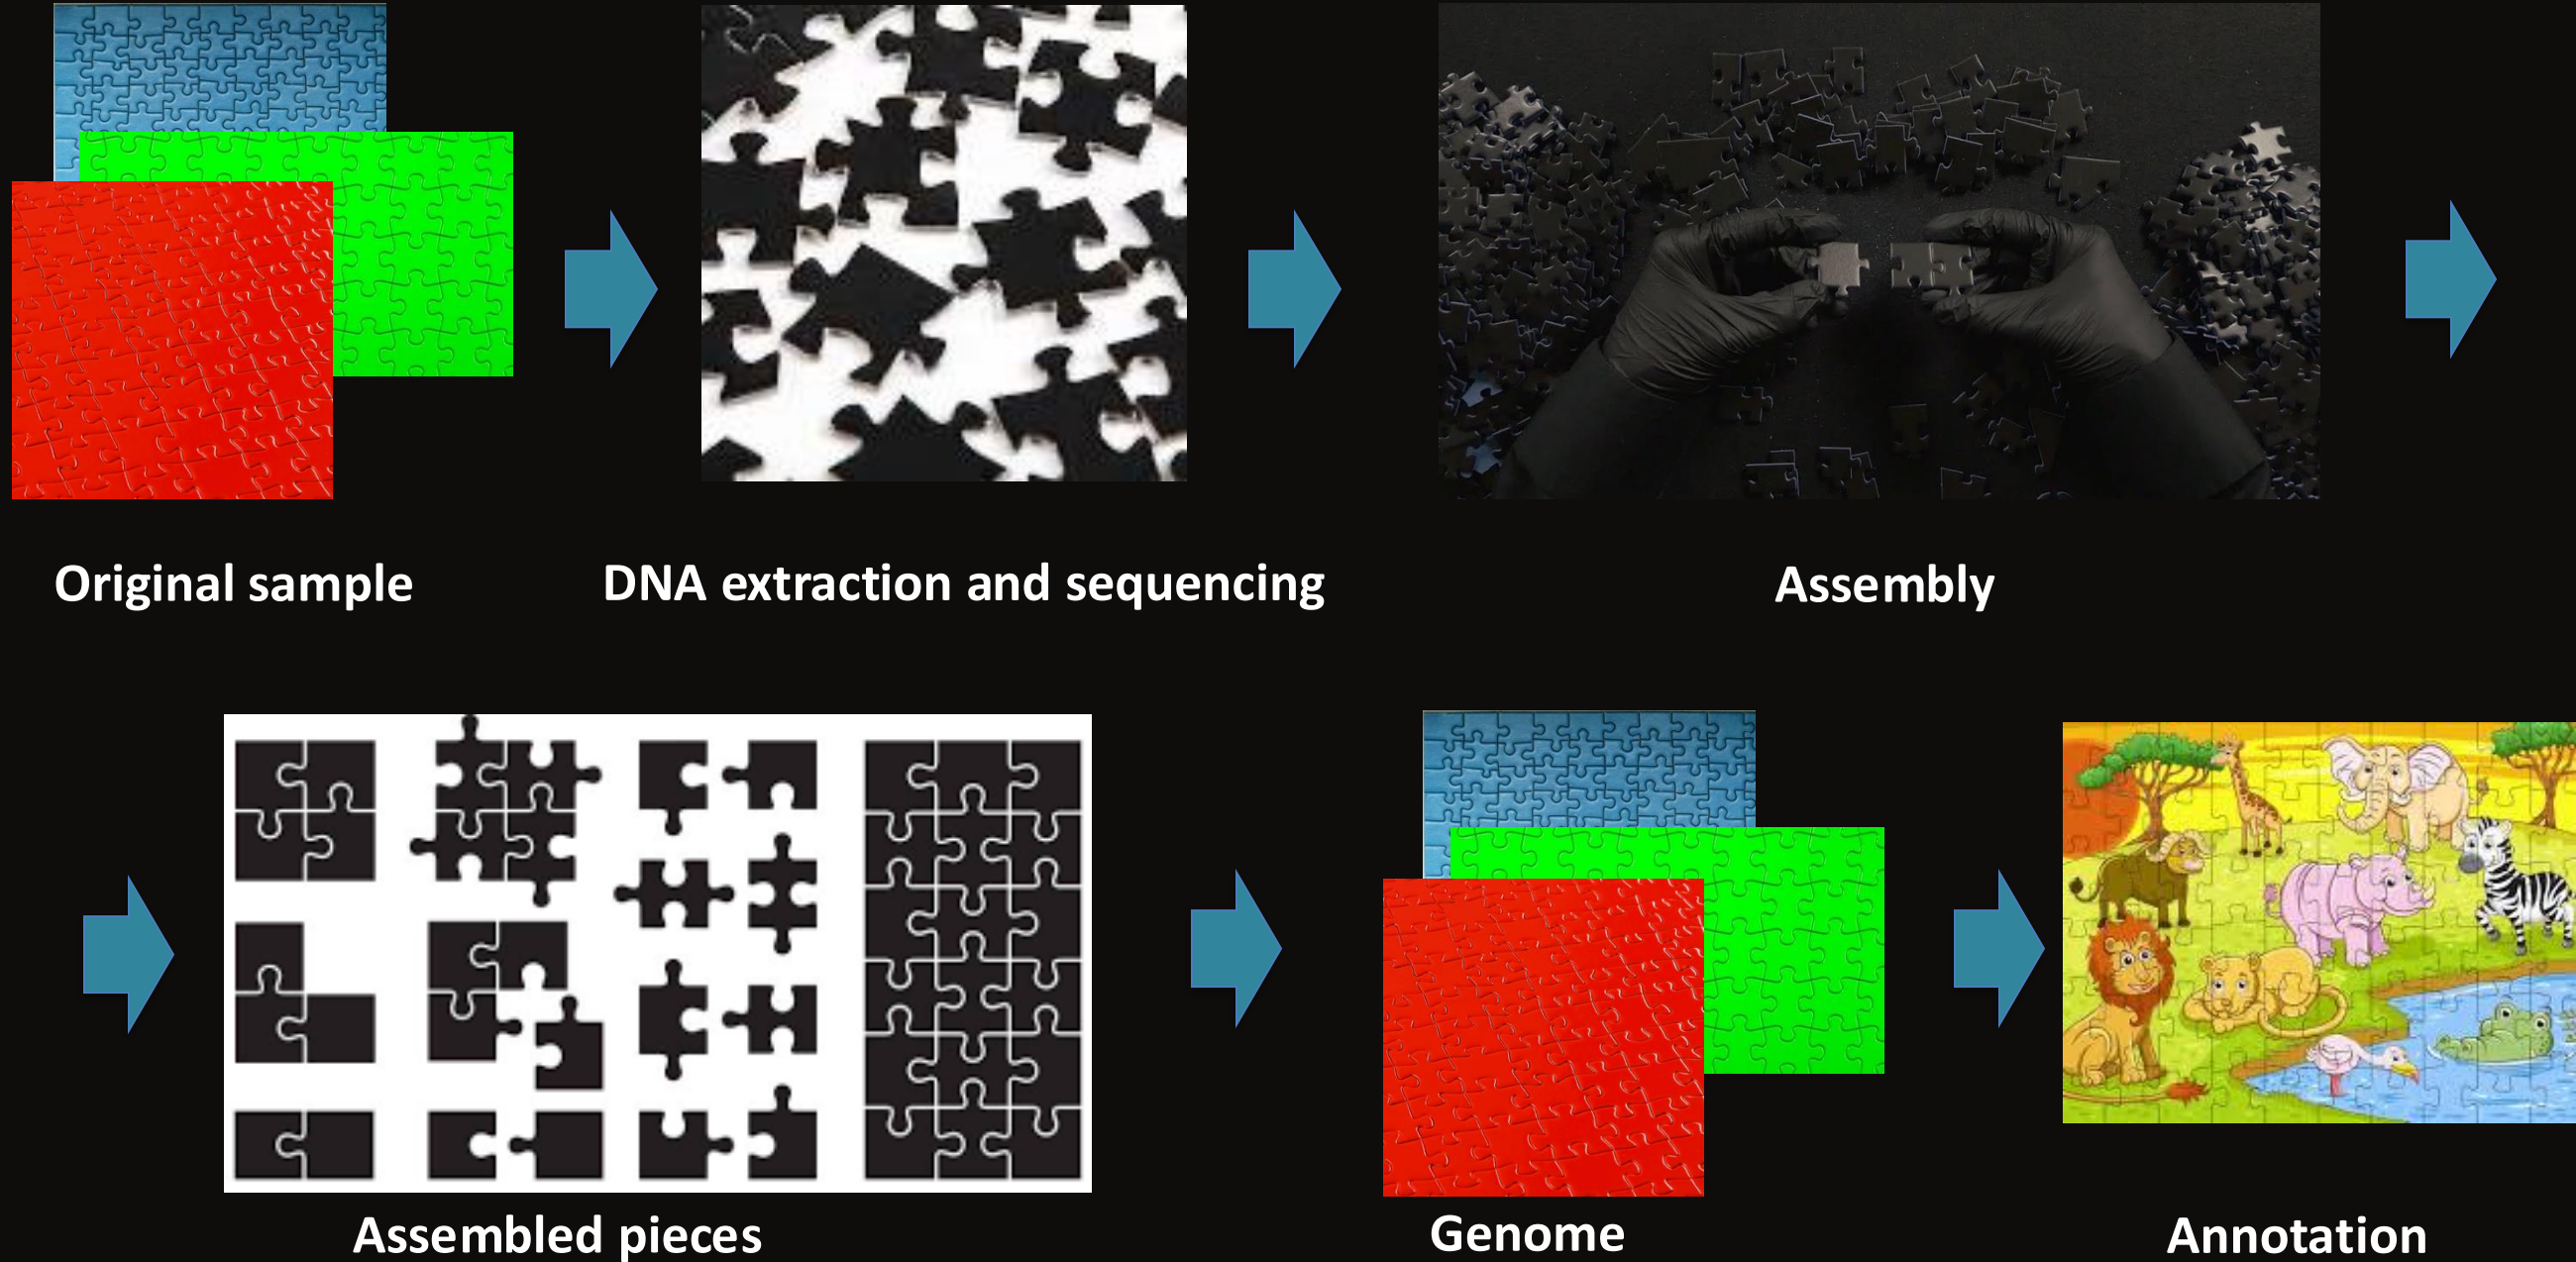 Original sample
DNA extraction and sequencing
Assembly
Assembled pieces
Genome
Annotation